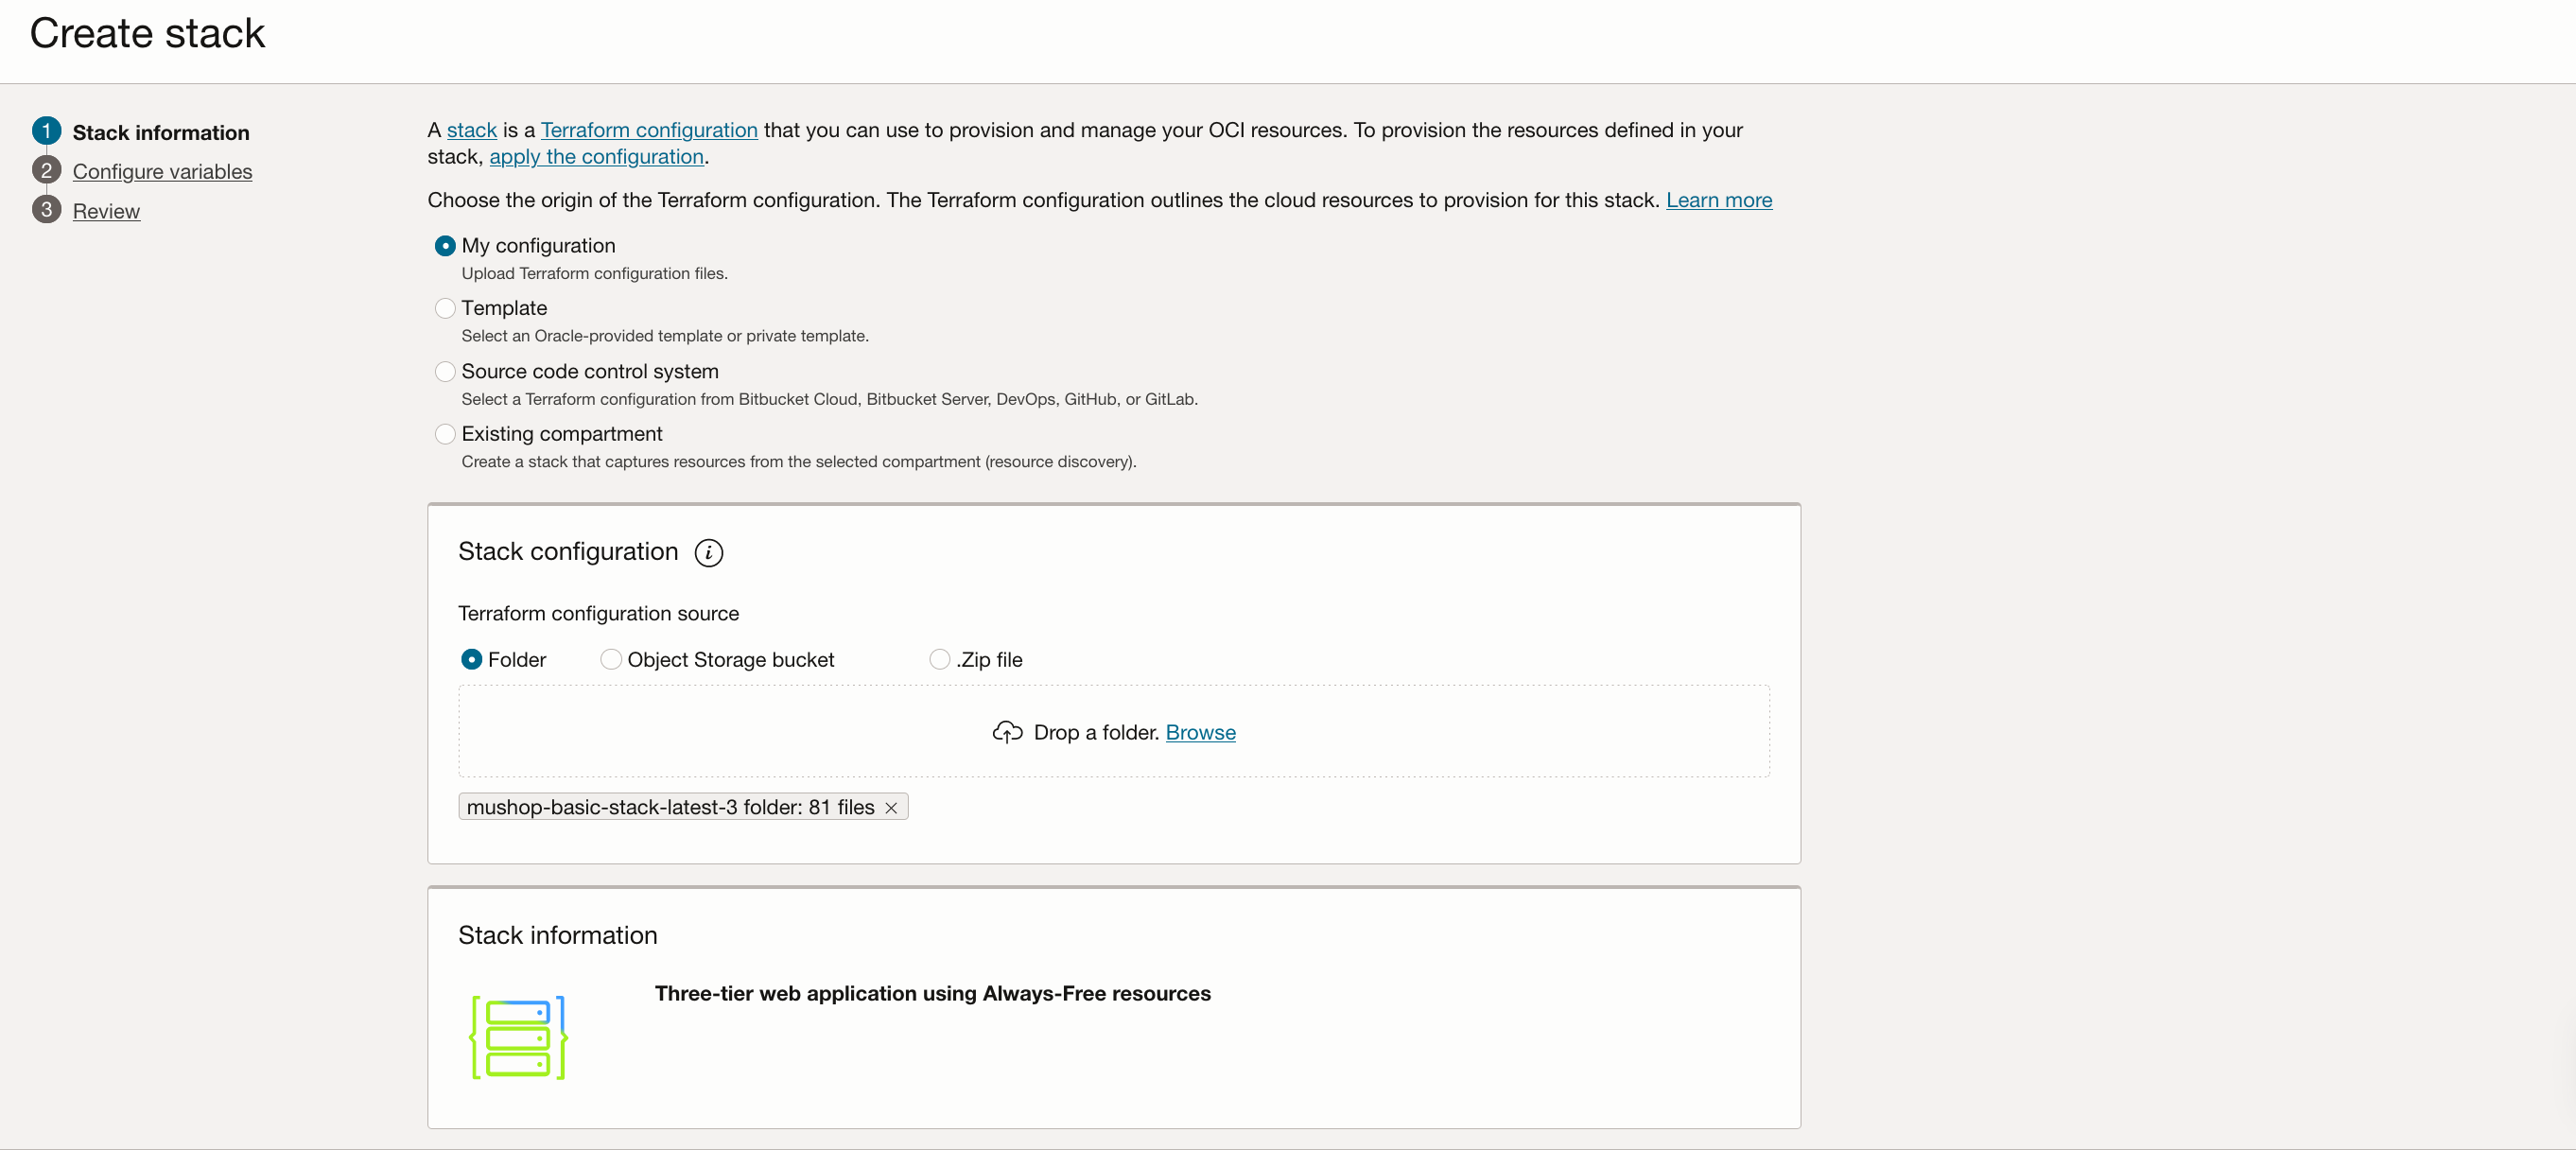 Create stack
1 Stack information
2 Configure variables
3 Review
A stack is a Terraform configuration that you can use to provision and manage your OCI resources. To provision the resources defined in your
stack, apply the configuration.
Choose the origin of the Terraform configuration. The Terraform configuration outlines the cloud resources to provision for this stack. Learn more
My configuration
Upload Terraform configuration files.
Template
Select an Oracle-provided template or private template.
Source code control system
Select a Terraform configuration from Bitbucket Cloud, Bitbucket Server, DevOps, GitHub, or GitLab.
Existing compartment
Create a stack that captures resources from the selected compartment (resource discovery).
Stack configuration i
Terraform configuration source
Folder Object Storage bucket .Zip file
Drop a folder. Browse
mushop-basic-stack-latest-3 folder: 81 files ×
Stack information
Three-tier web application using Always-Free resources